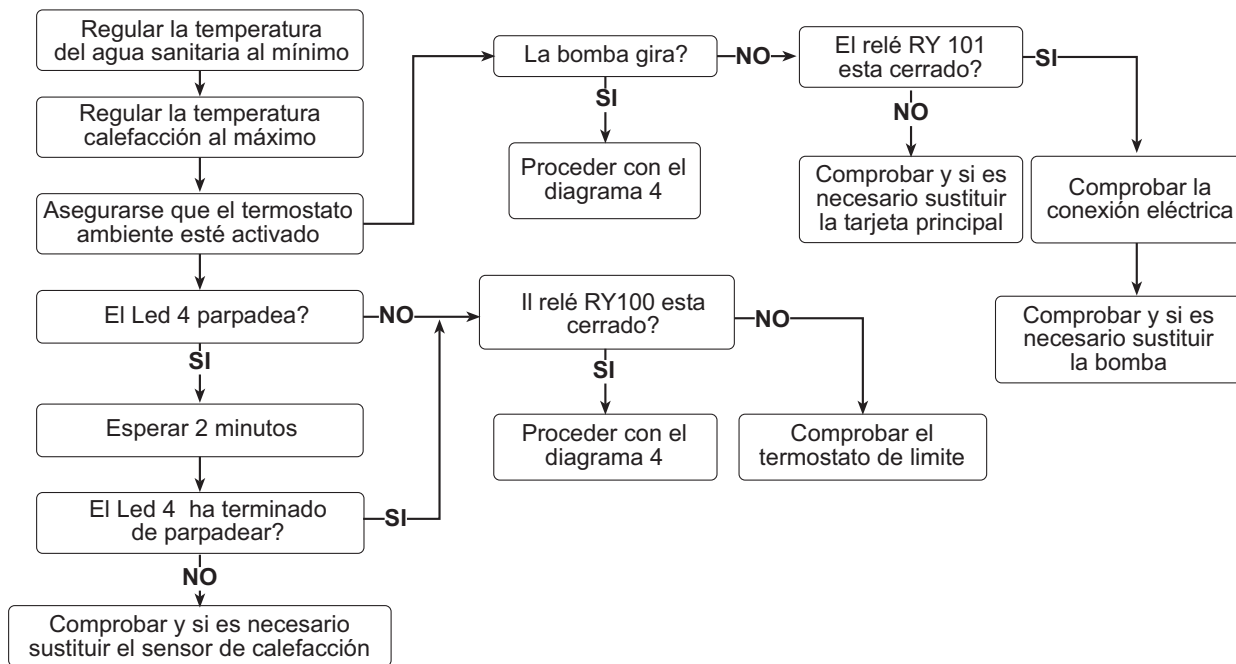 Regular la temperatura
del agua sanitaria al mínimo
Regular la temperatura
calefacción al máximo
Asegurarse que el termostato
ambiente esté activado
El Led 4 parpadea?
NO
SI
Esperar 2 minutos
El Led 4 ha terminado
de parpadear?
SI
NO
Comprobar y si es necesario
sustituir el sensor de calefacción
La bomba gira?
NO
SI
Proceder con el
diagrama 4
El relé RY 101
esta cerrado?
SI
NO
Comprobar y si es
necesario sustituir
la tarjeta principal
Comprobar la
conexión eléctrica
Comprobar y si es
necesario sustituir
la bomba
Il relé RY100 esta
cerrado?
NO
SI
Proceder con el
diagrama 4
Comprobar el
termostato de limite